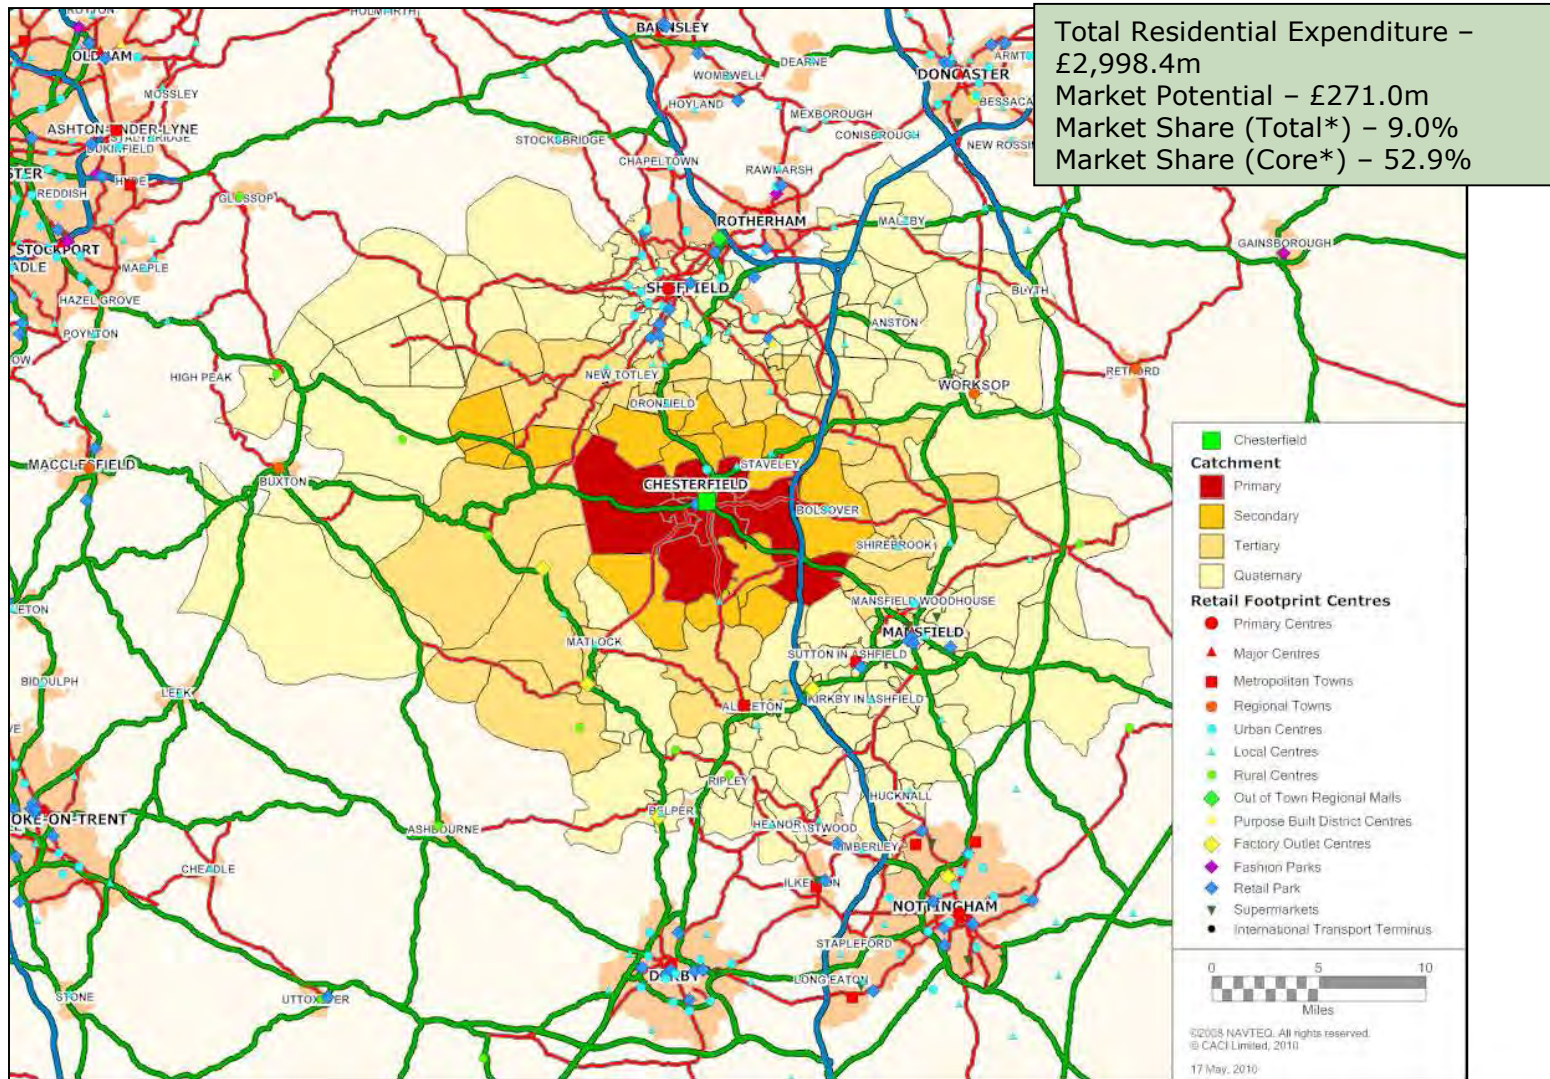 Total Residential Expenditure –
£2,998.4m
Market Potential – £271.0m
Market Share (Total*) – 9.0%
Market Share (Core*) – 52.9%
HOLMFIRTH
BARNSLEY
OLDHAM
WOMBWELL
DEARNE
DONCASTER
MOSSLEY
HOYLAND
MEXBOROUGH
ASHTON-UNDER-LYNE
STALYBRIDGE
DUKINFIELD
STOCKSBRIDGE
CONISBROUGH
CHAPELTOWN
HYDE
REDDISH
RAWMARSH
GLOSSOP
ROTHERHAM
MALTBY
STOCKPORT
GAINSBOROUGH
MARPLE
SHEFFIELD
BLYTH
HAZEL GROVE
POYNTON
ANSTON
HIGH PEAK
NEW TOTLEY
RETFORD
WORKSOP
DRONFIELD
MACCLESFIELD
STAVELEY
BUXTON
CHESTERFIELD
BOLSOVER
SHIREBROOK
MANSFIELD WOODHOUSE
MATLOCK
MANSFIELD
SUTTON IN ASHFIELD
BIDDULPH
LEEK
ALFRETON
KIRKBY IN ASHFIELD
RIPLEY
HUCKNALL
BELPER
OKE-ON-TRENT
ASHBOURNE
HEANOR
EASTWOOD
KIMBERLEY
CHEADLE
ILKESTON
NOTTINGHAM
STAPLEFORD
DERBY
LONG EATON
STONE
UTTOXETER
Chesterfield
Catchment
Primary
Secondary
Tertiary
Quaternary
Retail Footprint Centres
Primary Centres
Major Centres
Metropolitan Towns
Regional Towns
Urban Centres
Local Centres
Rural Centres
Out of Town Regional Malls
Purpose Built District Centres
Factory Outlet Centres
Fashion Parks
Retail Park
Supermarkets
International Transport Terminus
0 5 10
Miles
©2008 NAVTEQ. All rights reserved.
© CACI Limited, 2010
17 May, 2010